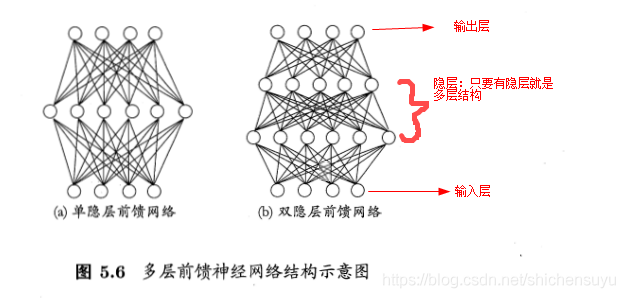 输出层
隐层：只要有隐层就是
多层结构
输入层
(a) 单隐层前馈网络
(b) 双隐层前馈网络
图 5.6 多层前馈神经网络结构示意图
https://blog.csdn.net/shichensuyu